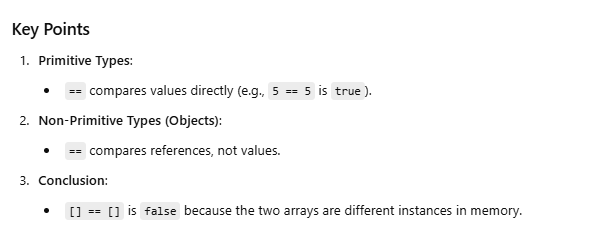 Key Points
1. Primitive Types:
• == compares values directly (e.g., 5 == 5 is true).
2. Non-Primitive Types (Objects):
• == compares references, not values.
3. Conclusion:
• [] == [] is false because the two arrays are different instances in memory.